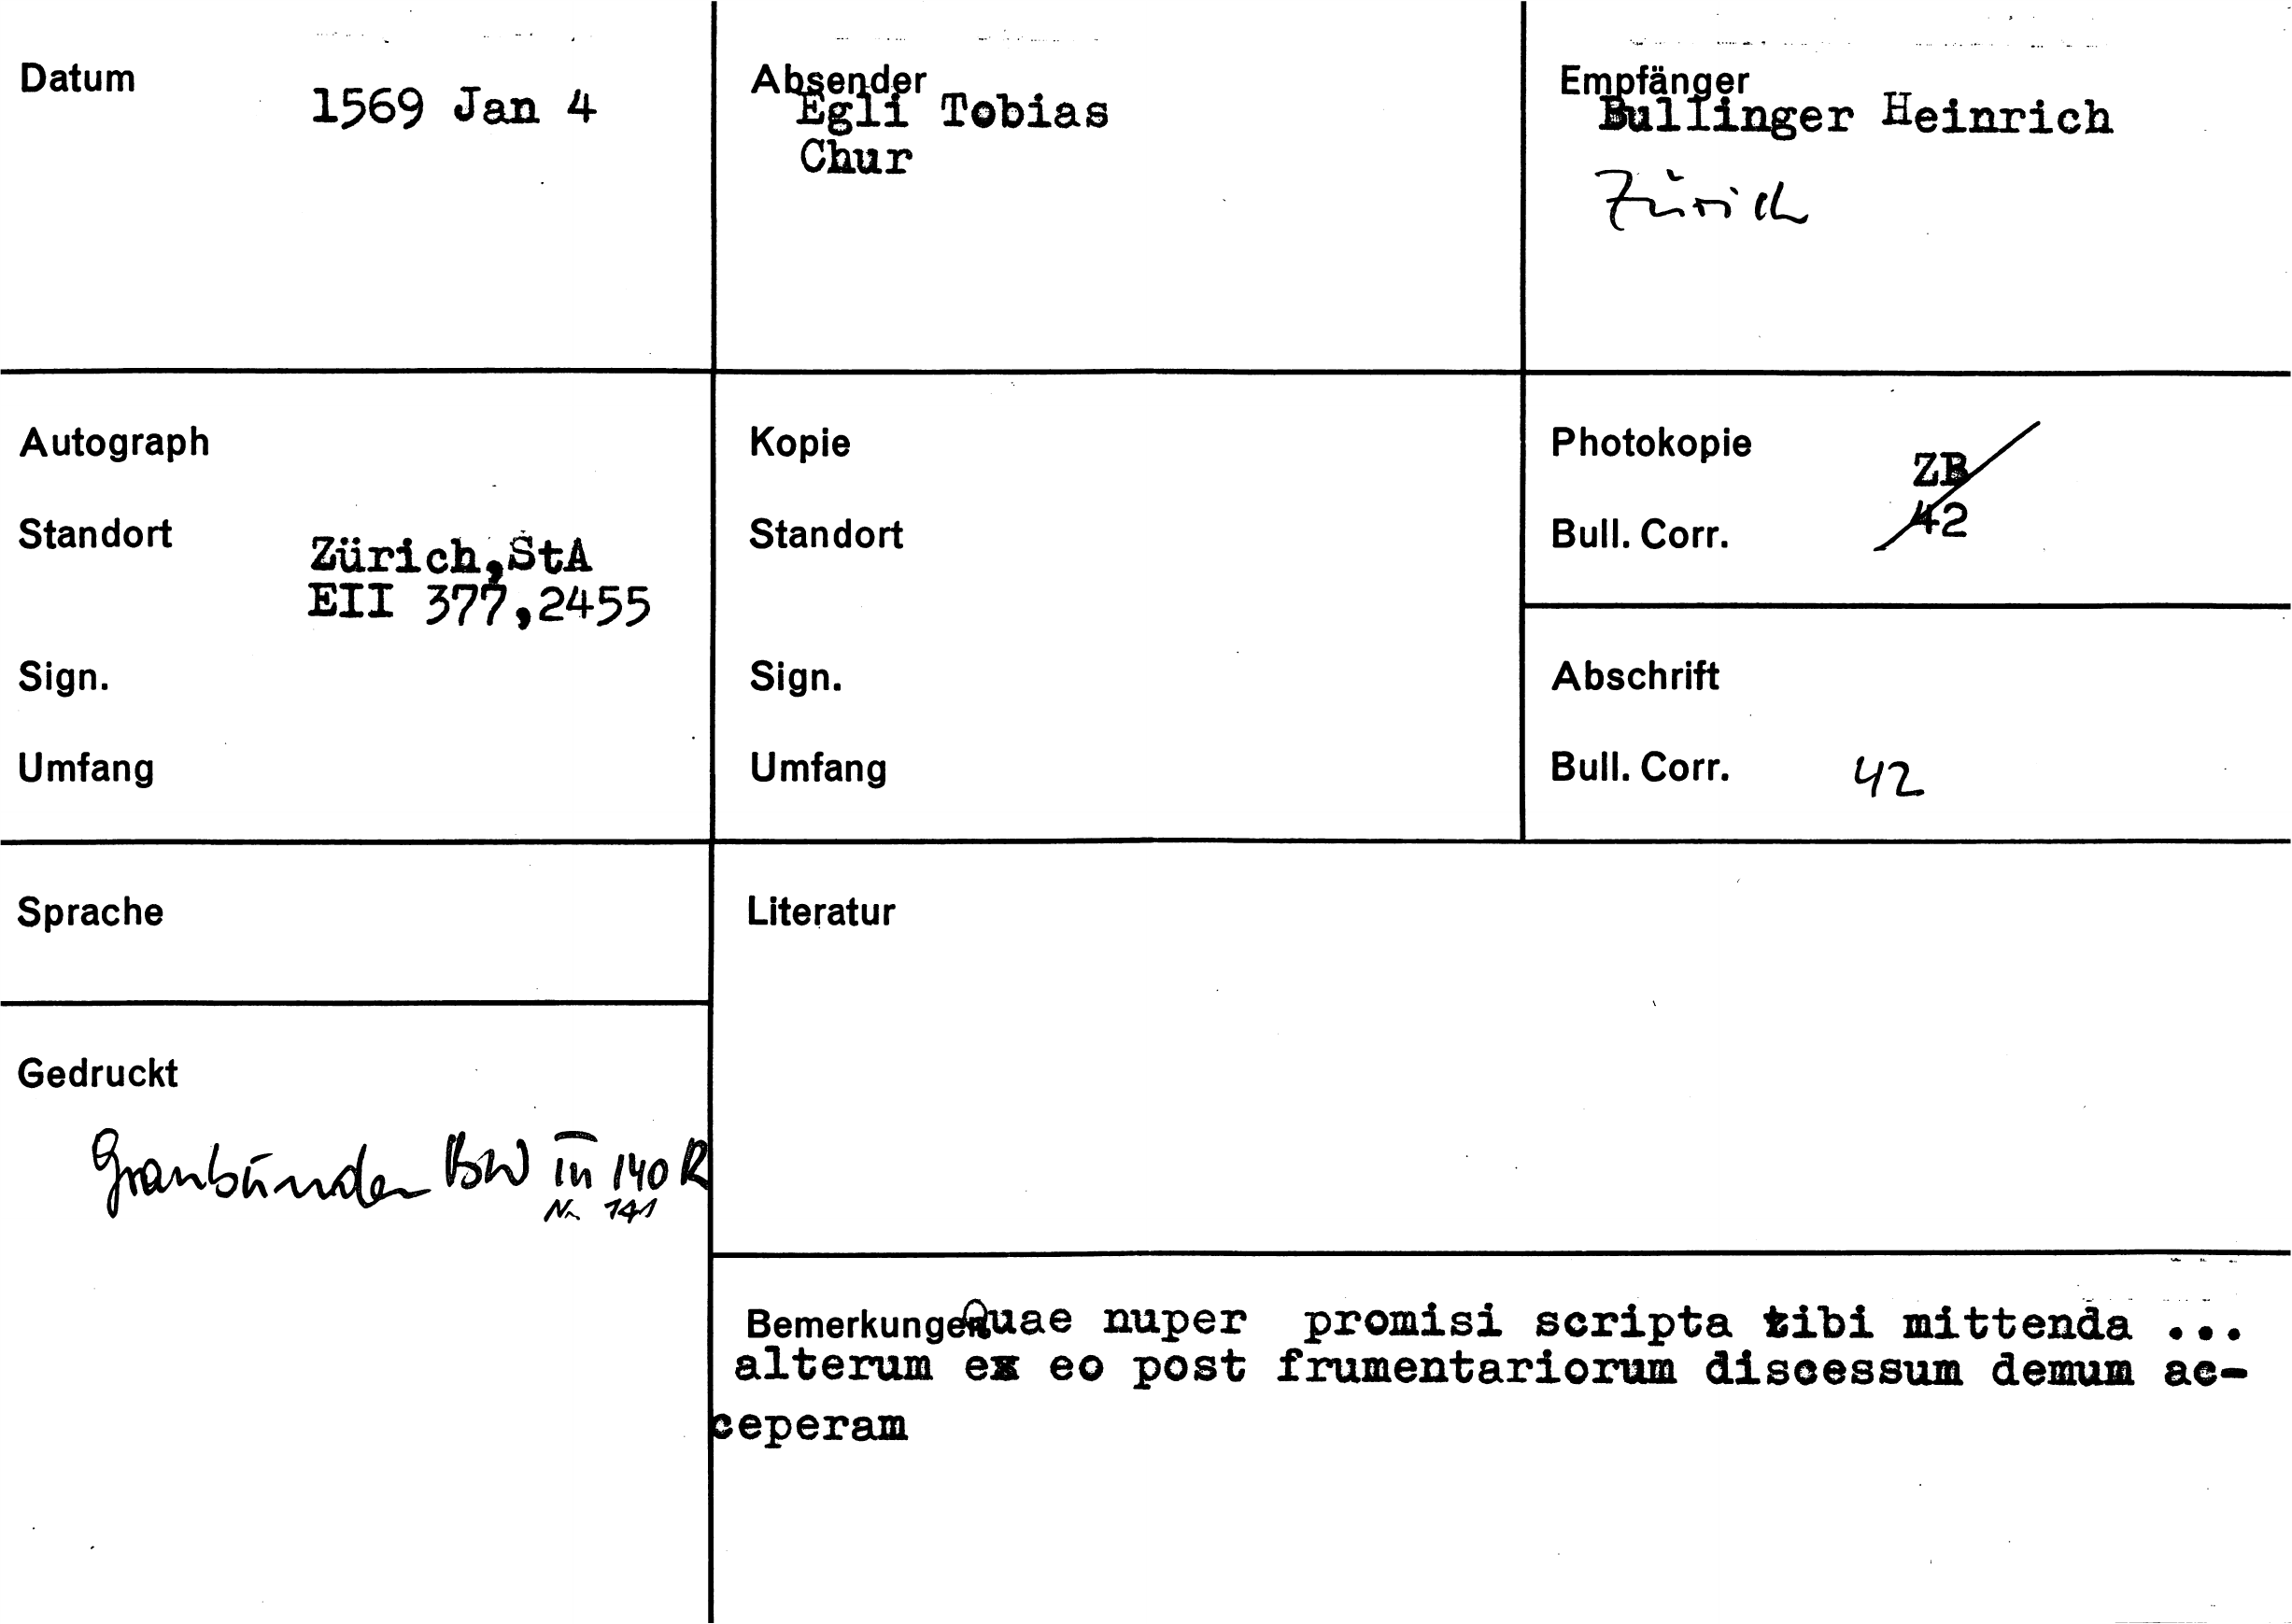 Datum
1569 Jan 4
Absender
Egli Tobias
Chur
Empfänger
Bullinger Heinrich
Zürich
Autograph
Standort
Zürich,StA
EII 377,2455
Sign.
Umfang
Kopie
Standort
Sign.
Umfang
Photokopie
ZB
Bull. Corr.
42
Abschrift
Bull. Corr. 42
Sprache
Gedruckt
Graubünden BW III 140 R
Nr. 141
Literatur
Bemerkungen Quae nuper promisi scripta tibi mittenda ...
alterum ex eo post frumentariorum discessum demum ac-
ceperam